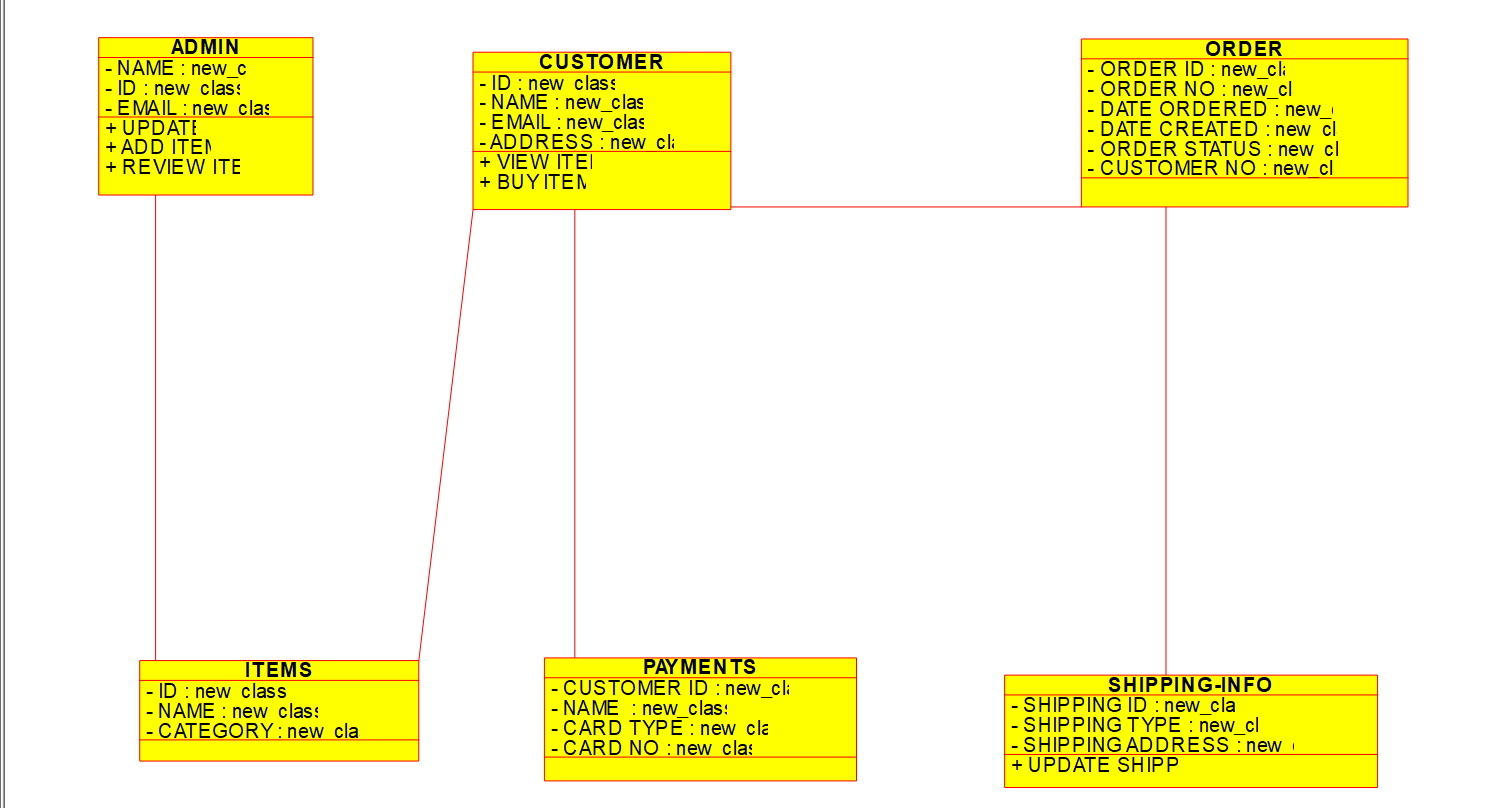 ADMIN
- NAME : new_c
- ID : new_class
- EMAIL : new_clas
+ UPDATE
+ ADD ITEM
+ REVIEW ITE
CUSTOMER
- ID : new_class
- NAME : new_clas
- EMAIL : new_clas
- ADDRESS : new_cla
+ VIEW ITEI
+ BUY ITEM
ORDER
- ORDER ID : new_cla
- ORDER NO : new_cl
- DATE ORDERED : new_
- DATE CREATED : new_cl
- ORDER STATUS : new_cl
- CUSTOMER NO : new_cl
ITEMS
- ID : new_class
- NAME : new_class
- CATEGORY : new_cla
PAYMENTS
- CUSTOMER ID : new_cla
- NAME : new_class
- CARD TYPE : new_cla
- CARD NO : new_clas
SHIPPING-INFO
- SHIPPING ID : new_cla
- SHIPPING TYPE : new_cl
- SHIPPING ADDRESS : new_
+ UPDATE SHIPP